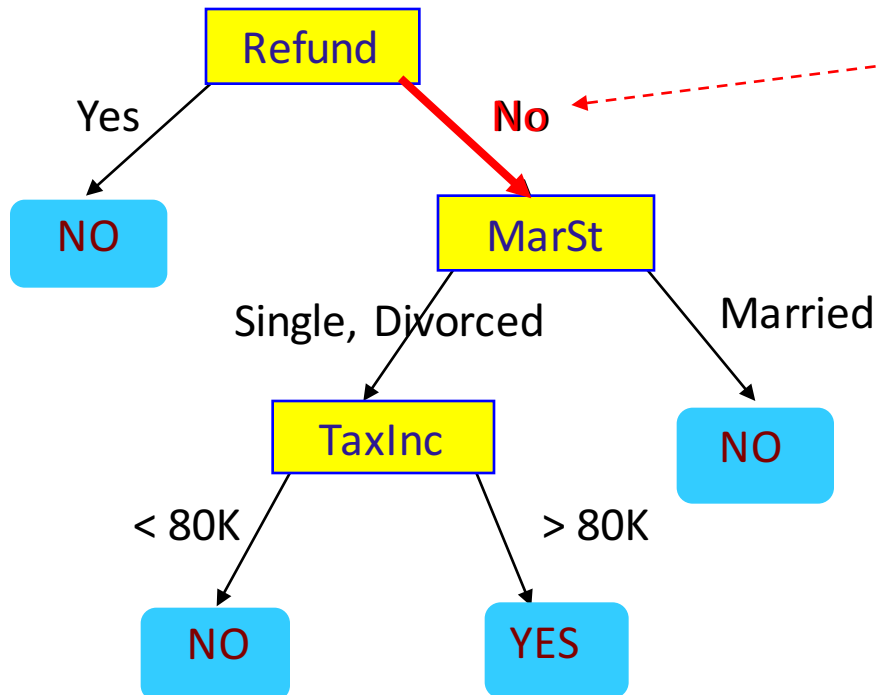 Refund
Yes
No
NO
MarSt
Single, Divorced
Married
TaxInc
NO
< 80K
> 80K
NO
YES